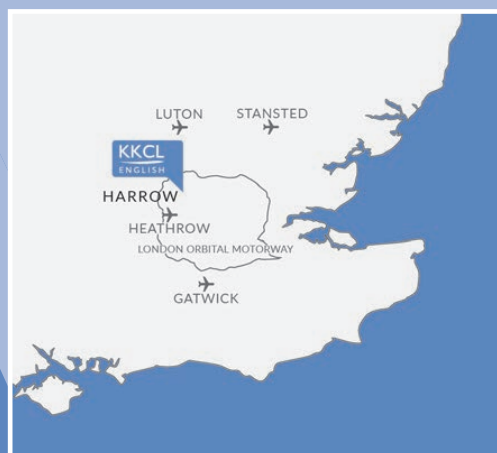 LUTON
STANSTED
KKCL
ENGLISH
HARROW
HEATHROW
LONDON ORBITAL MOTORWAY
GATWICK